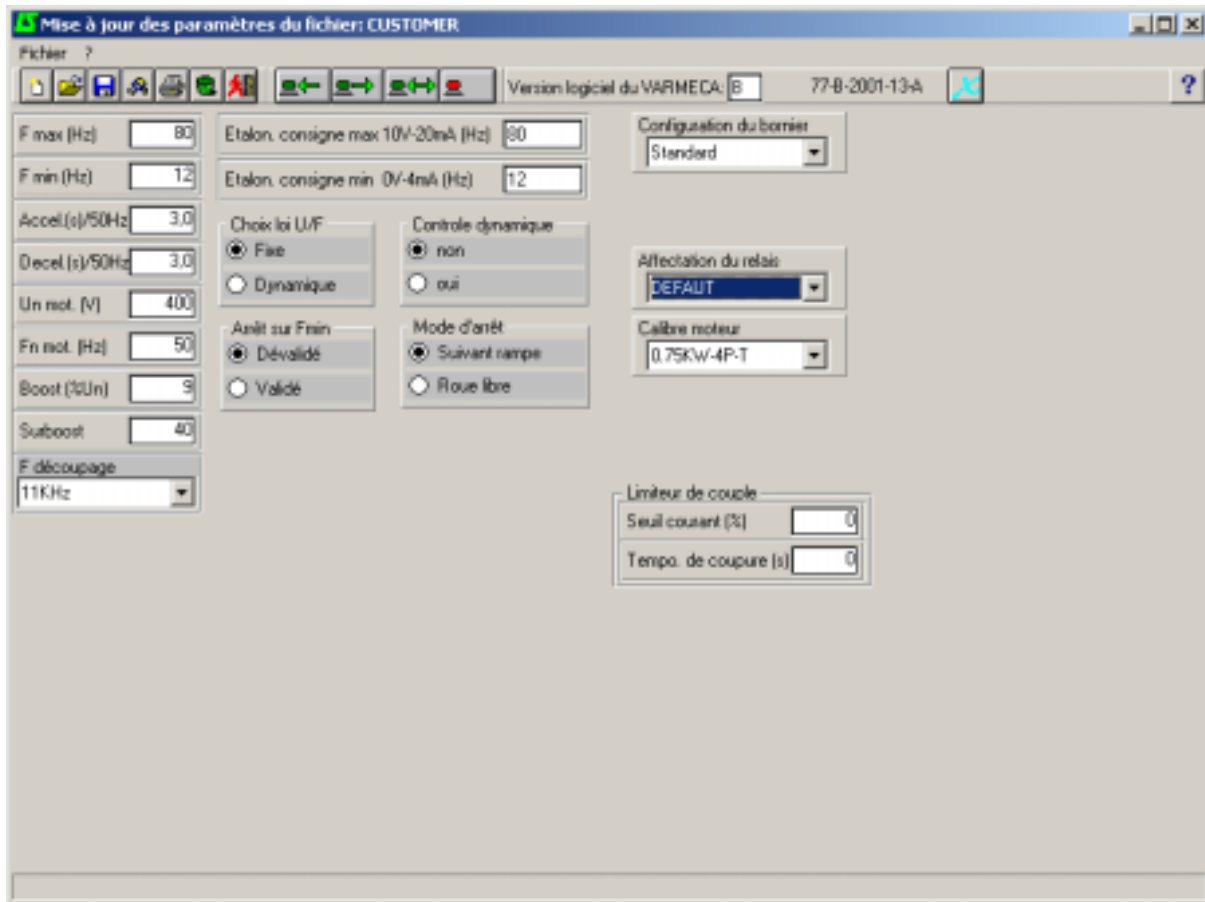 Mise à jour des paramètres du fichier: CUSTOMER
Fichier ?
Version logiciel du VARMECA: B 77-B-2001-13-A ?
F max (Hz) 80
F min (Hz) 12
Accel.(s)/50Hz 3,0
Decel.(s)/50Hz 3,0
Un mot. (V) 400
Fn mot. (Hz) 50
Boost (%Un) 9
Surboost 40
F découpage
11KHz
Etalon. consigne max 10V-20mA (Hz) 80
Etalon. consigne min 0V-4mA (Hz) 12
Choix loi U/F
Fixe
Dynamique
Controle dynamique
non
oui
Arrêt sur Fmin
Dévalidé
Validé
Mode d'arrêt
Suivant rampe
Roue libre
Configuration du bornier
Standard
Affectation du relais
DEFAUT
Calibre moteur
0.75KW-4P-T
Limiteur de couple
Seuil courant (%) 0
Tempo. de coupure (s) 0